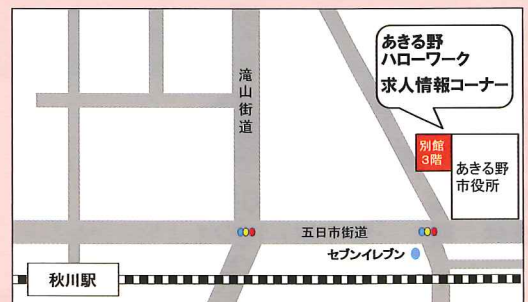 あきる野
ハローワーク
求人情報コーナー
滝山街道
別館
3階
あきる野
市役所
五日市街道
セブンイレブン
秋川駅